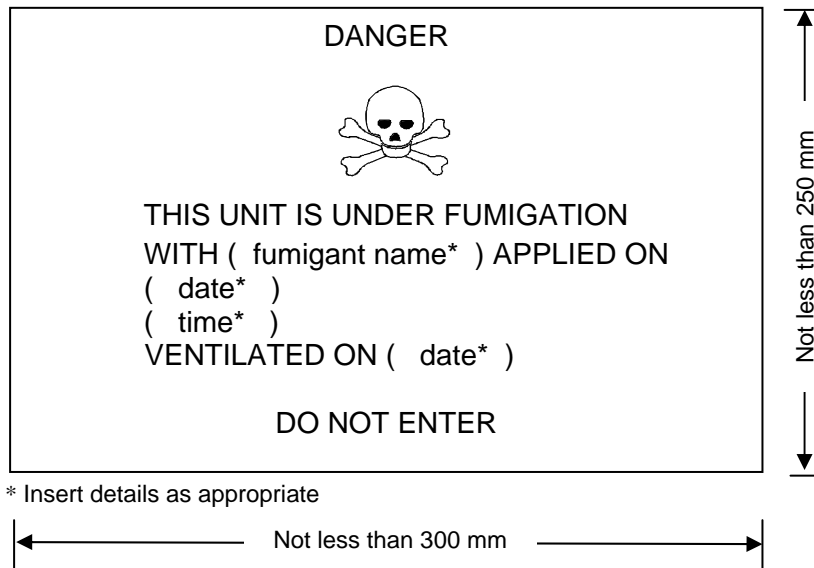 DANGER
THIS UNIT IS UNDER FUMIGATION
WITH ( fumigant name* ) APPLIED ON
( date* )
( time* )
VENTILATED ON ( date* )
DO NOT ENTER
Not less than 250 mm
* Insert details as appropriate
Not less than 300 mm